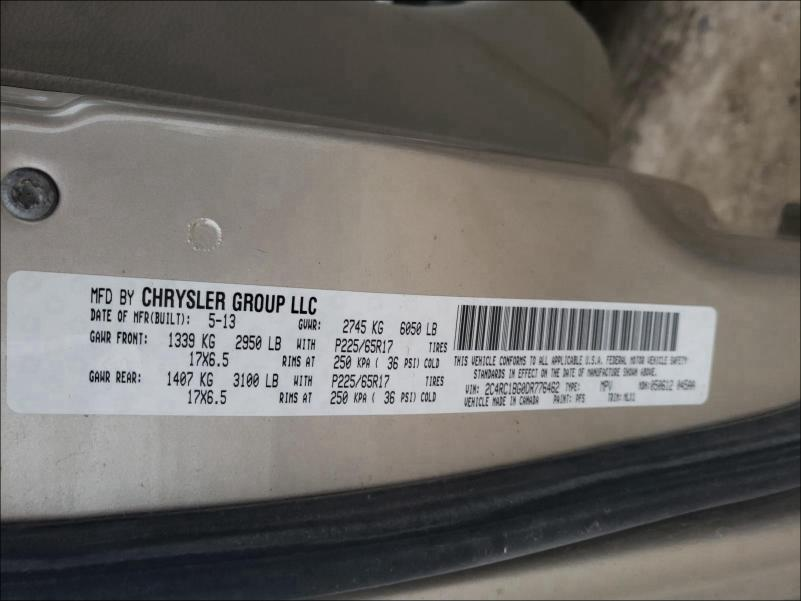 MFD BY CHRYSLER GROUP LLC
DATE OF MFR(BUILT): 5-13 GVWR: 2745 KG 6050 LB
GAWR FRONT: 1339 KG 2950 LB WITH P225/65R17 TIRES
17X6.5 RIMS AT 250 KPA ( 36 PSI) COLD
GAWR REAR: 1407 KG 3100 LB WITH P225/65R17 TIRES
17X6.5 RIMS AT 250 KPA ( 36 PSI) COLD
THIS VEHICLE CONFORMS TO ALL APPLICABLE U.S.A. FEDERAL MOTOR VEHICLE SAFETY
STANDARDS IN EFFECT ON THE DATE OF MANUFACTURE SHOWN ABOVE.
VIN: 2C4RC1BG0DR776462 TYPE: MPV MDH: 050612 045AA
VEHICLE MADE IN CANADA PAINT: PFS TRIM: